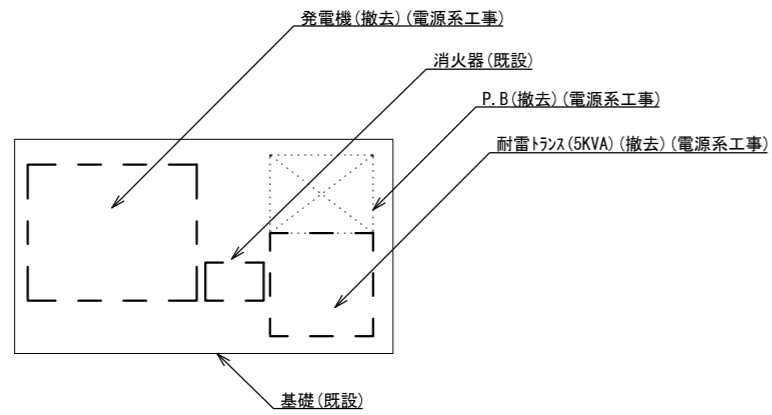 発電機(撤去)(電源系工事)
消火器(既設)
P.B(撤去)(電源系工事)
耐雷ﾄﾗﾝｽ(5KVA)(撤去)(電源系工事)
基礎(既設)